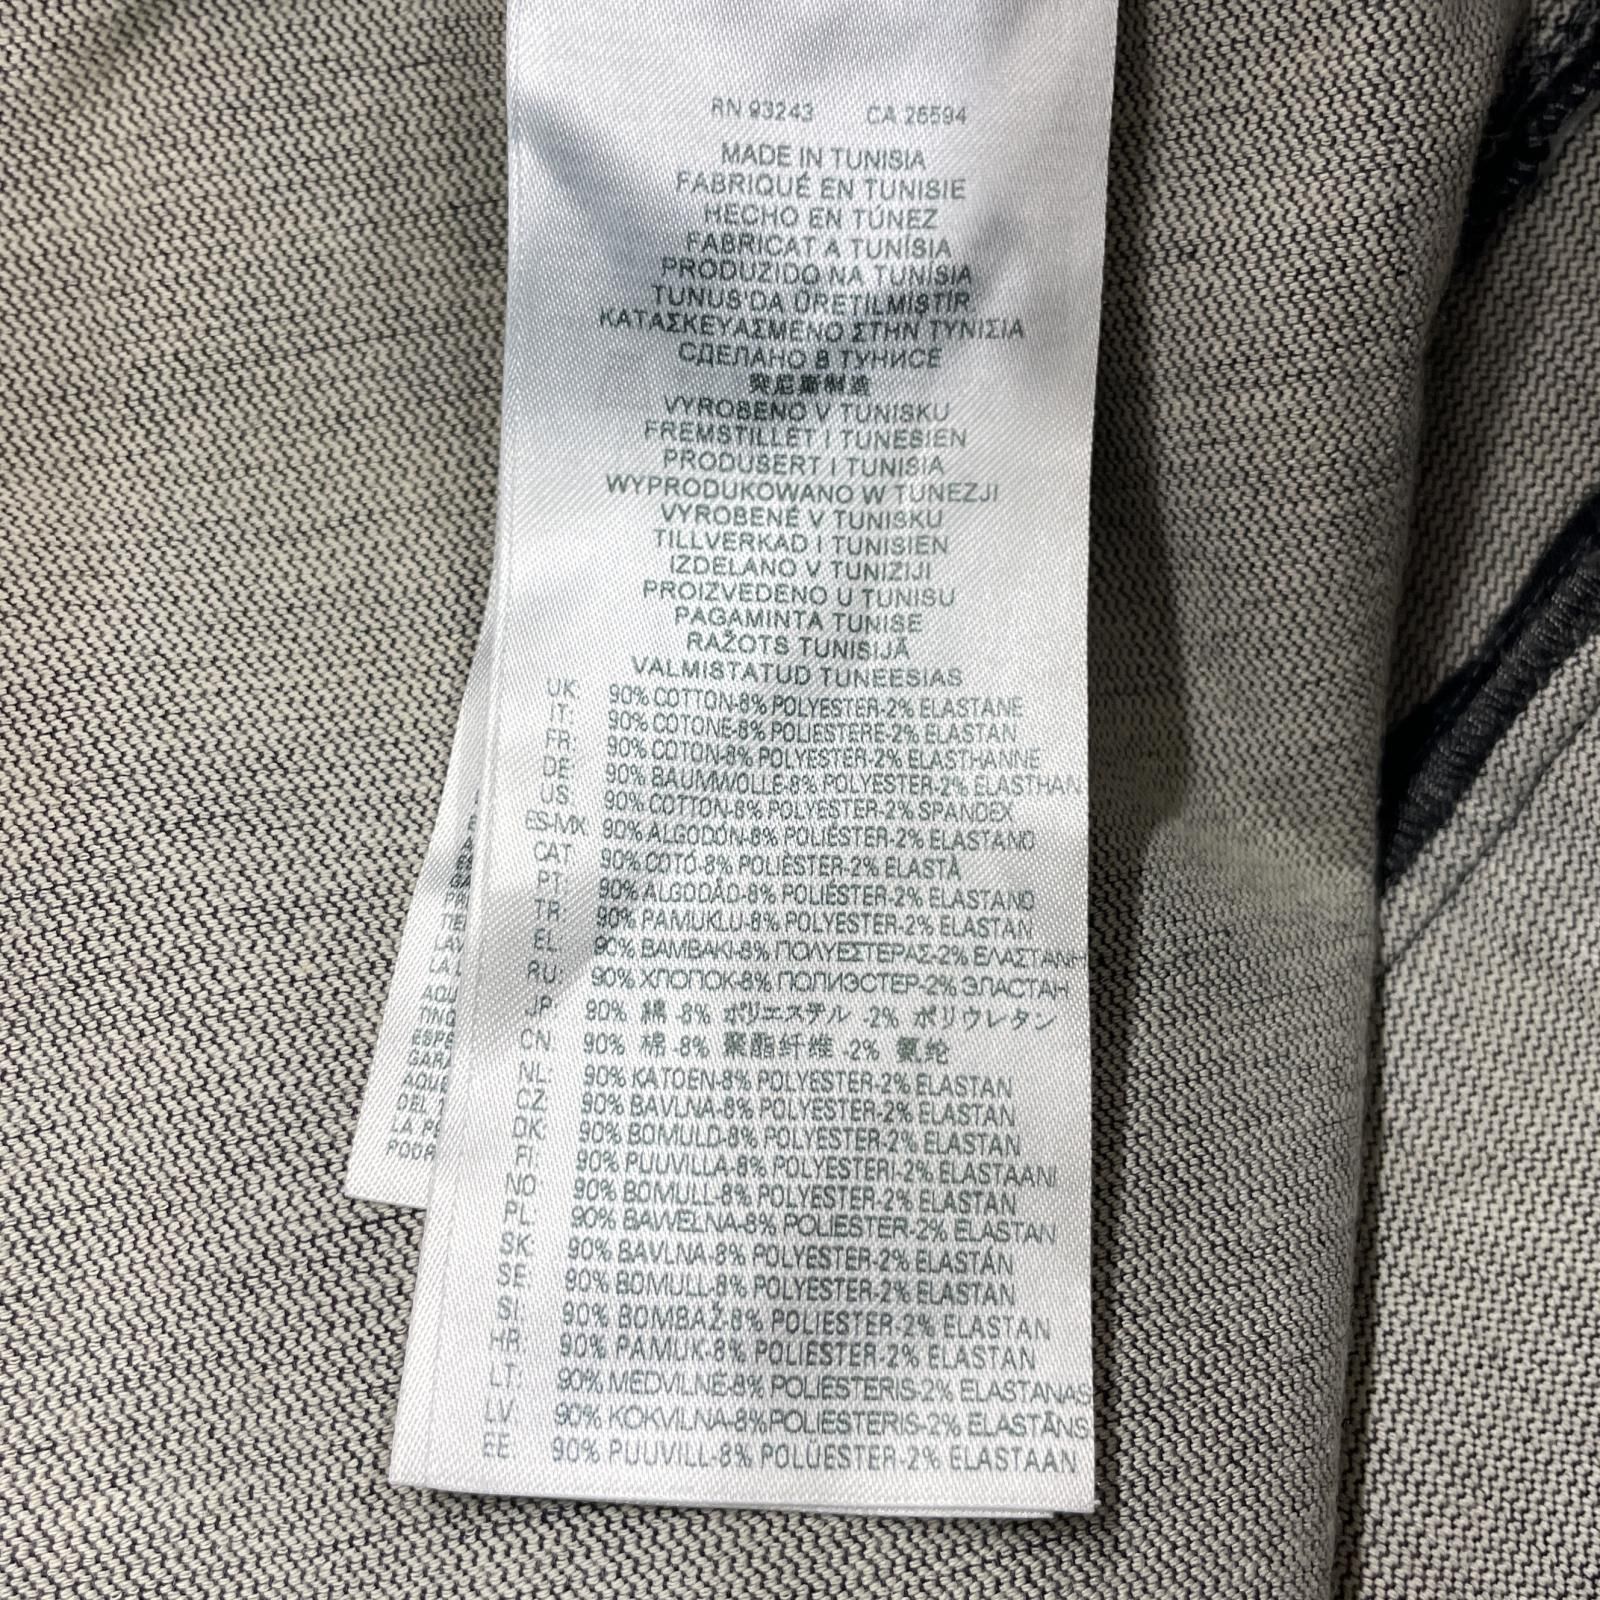 RN 93243 CA 26594
MADE IN TUNISIA
FABRIQUÉ EN TUNISIE
HECHO EN TÚNEZ
FABRICAT A TUNÍSIA
PRODUZIDO NA TUNÍSIA
TUNUS'DA ÜRETILMISTIR
ΚΑΤΑΣΚΕΥΑΣΜΕΝΟ ΣΤΗΝ ΤΥΝΙΣΙΑ
СДЕЛАНО В ТУНИСЕ
突尼斯制造
VYROBENO V TUNISKU
FREMSTILLET I TUNESIEN
PRODUSERT I TUNISIA
WYPRODUKOWANO W TUNEZJI
VYROBENÉ V TUNISKU
TILLVERKAD I TUNISIEN
IZDELANO V TUNIZIJI
PROIZVEDENO U TUNISU
PAGAMINTA TUNISE
RAŽOTS TUNISIJĀ
VALMISTATUD TUNEESIAS
UK: 90% COTTON-8% POLYESTER-2% ELASTANE
IT: 90% COTONE-8% POLIESTERE-2% ELASTAN
FR: 90% COTON-8% POLYESTER-2% ELASTHANNE
DE 90% BAUMWOLLE-8% POLYESTER-2% ELASTHAN
US: 90% COTTON-8% POLYESTER-2% SPANDEX
ES-MX 90% ALGODÓN-8% POLIÉSTER-2% ELASTANO
CAT: 90% COTÓ-8% POLIÈSTER-2% ELASTÀ
PT: 90% ALGODÃO-8% POLIÉSTER-2% ELASTANO
TR: 90% PAMUKLU-8% POLYESTER-2% ELASTAN
EL: 90% ΒΑΜΒΑΚΙ-8% ΠΟΛΥΕΣΤΕΡΑΣ-2% ΕΛΑΣΤΑΝΗ
RU: 90% ХЛОПОК-8% ПОЛИЭСТЕР-2% ЭЛАСТАН
JP: 90% 綿 -8% ポリエステル -2% ポリウレタン
CN: 90% 棉 -8% 聚酯纤维 -2% 氨纶
NL: 90% KATOEN-8% POLYESTER-2% ELASTAN
CZ 90% BAVLNA-8% POLYESTER-2% ELASTAN
DK: 90% BOMULD-8% POLYESTER-2% ELASTAN
FI: 90% PUUVILLA-8% POLYESTERI-2% ELASTAANI
NO 90% BOMULL-8% POLYESTER-2% ELASTAN
PL: 90% BAWEŁNA-8% POLIESTER-2% ELASTAN
SK: 90% BAVLNA-8% POLYESTER-2% ELASTÁN
SE 90% BOMULL-8% POLYESTER-2% ELASTAN
SI: 90% BOMBAŽ-8% POLIESTER-2% ELASTAN
HR: 90% PAMUK-8% POLIESTER-2% ELASTAN
LT: 90% MEDVILNĖ-8% POLIESTERIS-2% ELASTANAS
LV: 90% KOKVILNA-8%POLIESTERIS-2% ELASTĀNS
EE: 90% PUUVILL-8% POLUESTER-2% ELASTAAN